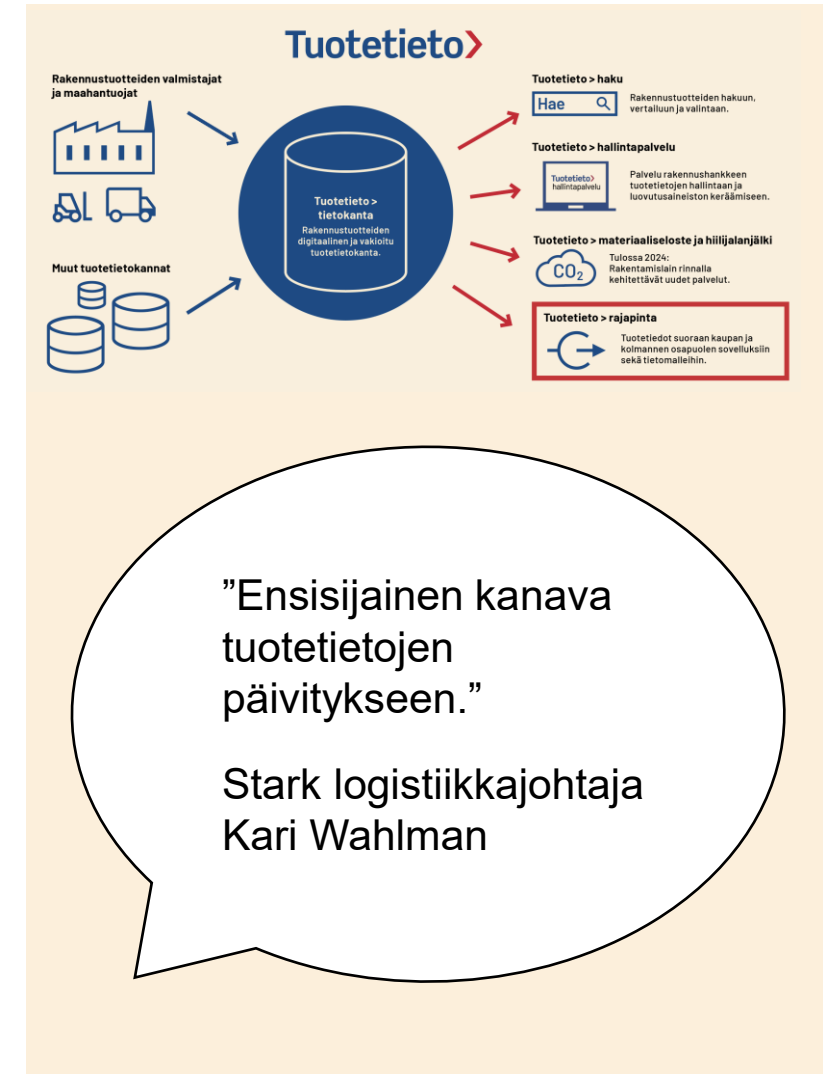 Tuotetieto>
Rakennustuotteiden valmistajat
ja maahantuojat
Muut tuotetietokannat
Tuotetieto >
tietokanta
Rakennustuotteiden
digitaalinen ja vakioitu
tuotetietokanta.
Tuotetieto > haku
Hae
Rakennustuotteiden hakuun,
vertailuun ja valintaan.
Tuotetieto > hallintapalvelu
Tuotetieto>
hallintapalvelu
Palvelu rakennushankkeen
tuotetietojen hallintaan ja
luovutusaineiston keräämiseen.
Tuotetieto > materiaaliseloste ja hiilijalanjälki
CO₂
Tulossa 2024:
Rakentamislain rinnalla
kehitettävät uudet palvelut.
Tuotetieto > rajapinta
Tuotetiedot suoraan kaupan ja
kolmannen osapuolen sovelluksiin
sekä tietomalleihin.
”Ensisijainen kanava
tuotetietojen
päivitykseen.”
Stark logistiikkajohtaja
Kari Wahlman